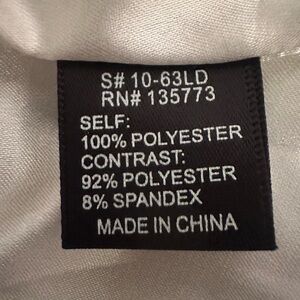 S# 10-63LD
RN# 135773
SELF:
100% POLYESTER
CONTRAST:
92% POLYESTER
8% SPANDEX
MADE IN CHINA